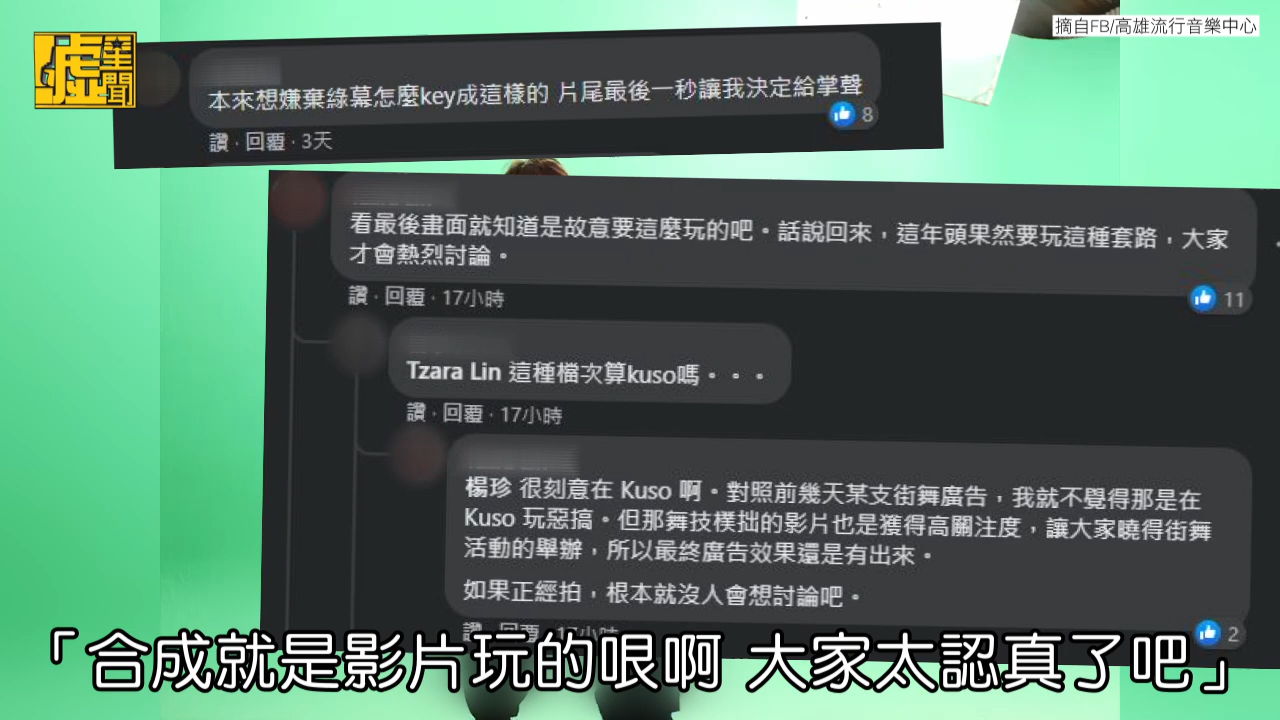 摘自FB/高雄流行音樂中心
噓星聞
本來想嫌棄綠幕怎麼key成這樣的 片尾最後一秒讓我決定給掌聲
8
讚 · 回覆 · 3天
看最後畫面就知道是故意要這麼玩的吧。話說回來，這年頭果然要玩這種套路，大家
才會熱烈討論。
讚 · 回覆 · 17小時
11
Tzara Lin 這種檔次算kuso嗎。。。
讚 · 回覆 · 17小時
楊珍 很刻意在 Kuso 啊。對照前幾天某支街舞廣告，我就不覺得那是在
Kuso 玩惡搞。但那舞技樸拙的影片也是獲得高關注度，讓大家曉得街舞
活動的舉辦，所以最終廣告效果還是有出來。
如果正經拍，根本就沒人會想討論吧。
讚 · 回覆 · 17小時
2
「合成就是影片玩的哏啊 大家太認真了吧」